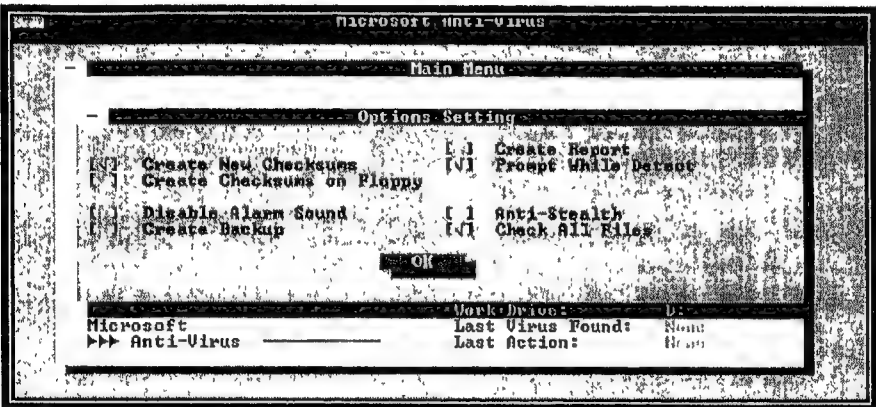 Microsoft Anti-Virus
Main Menu
Options Setting
[ ] Create Report
[√] Create New Checksums [√] Prompt While Detect
[ ] Create Checksums on Floppy
[ ] Disable Alarm Sound [ ] Anti-Stealth
[ ] Create Backup [√] Check All Files
OK
Work Drive: D:
Microsoft Last Virus Found: None
►►► Anti-Virus Last Action: None